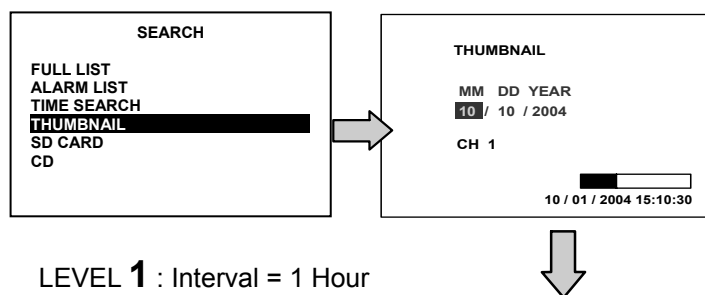 SEARCH
FULL LIST
ALARM LIST
TIME SEARCH
THUMBNAIL
SD CARD
CD
THUMBNAIL
MM DD YEAR
10 / 10 / 2004
CH 1
10 / 01 / 2004 15:10:30
LEVEL 1 : Interval = 1 Hour